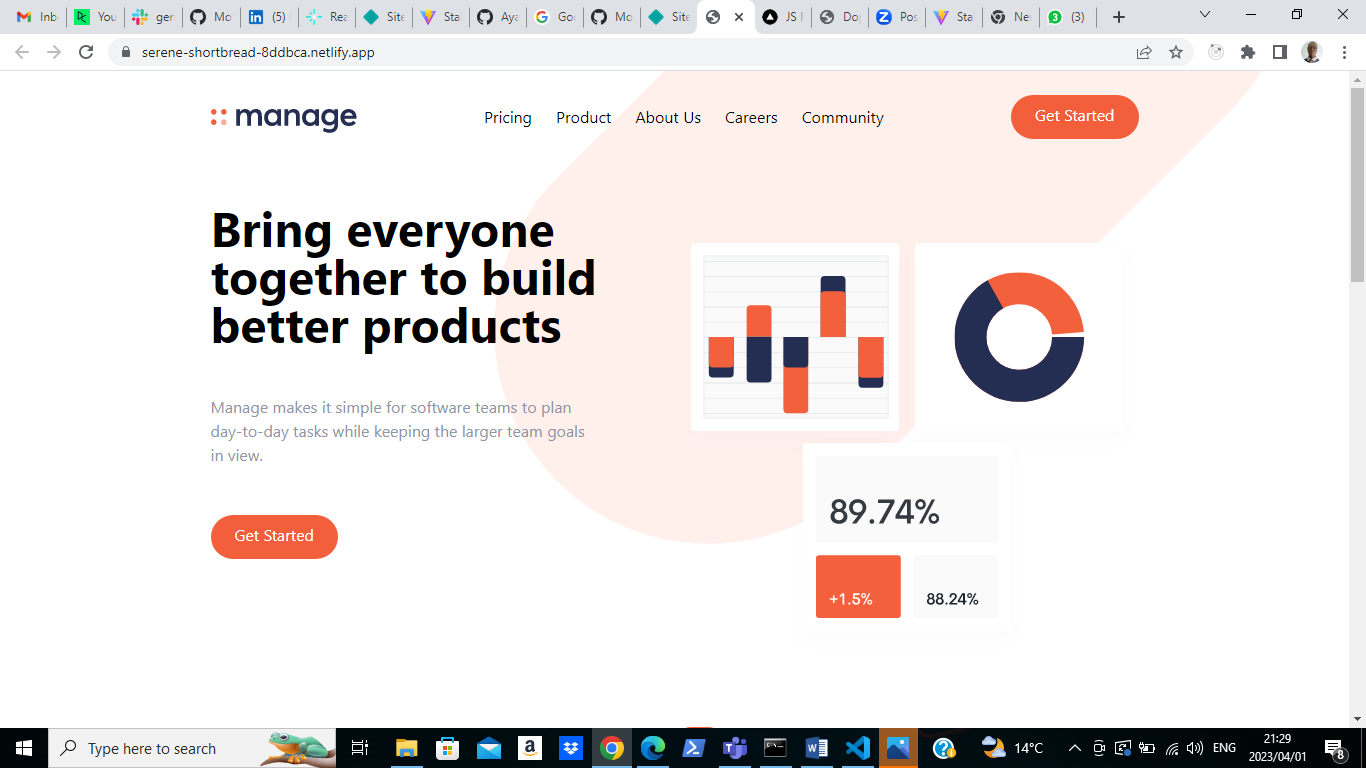 Inb
You
ger
Mo
(5)
Rea
Site
Sta
Aya
Goo
Mo
Site
JS
Dop
Pos
Sta
Nev
(3)
serene-shortbread-8ddbca.netlify.app
manage
Pricing
Product
About Us
Careers
Community
Get Started
Bring everyone
together to build
better products
Manage makes it simple for software teams to plan
day-to-day tasks while keeping the larger team goals
in view.
Get Started
89.74%
+1.5%
88.24%
Type here to search
14°C
ENG
21:29
2023/04/01
8